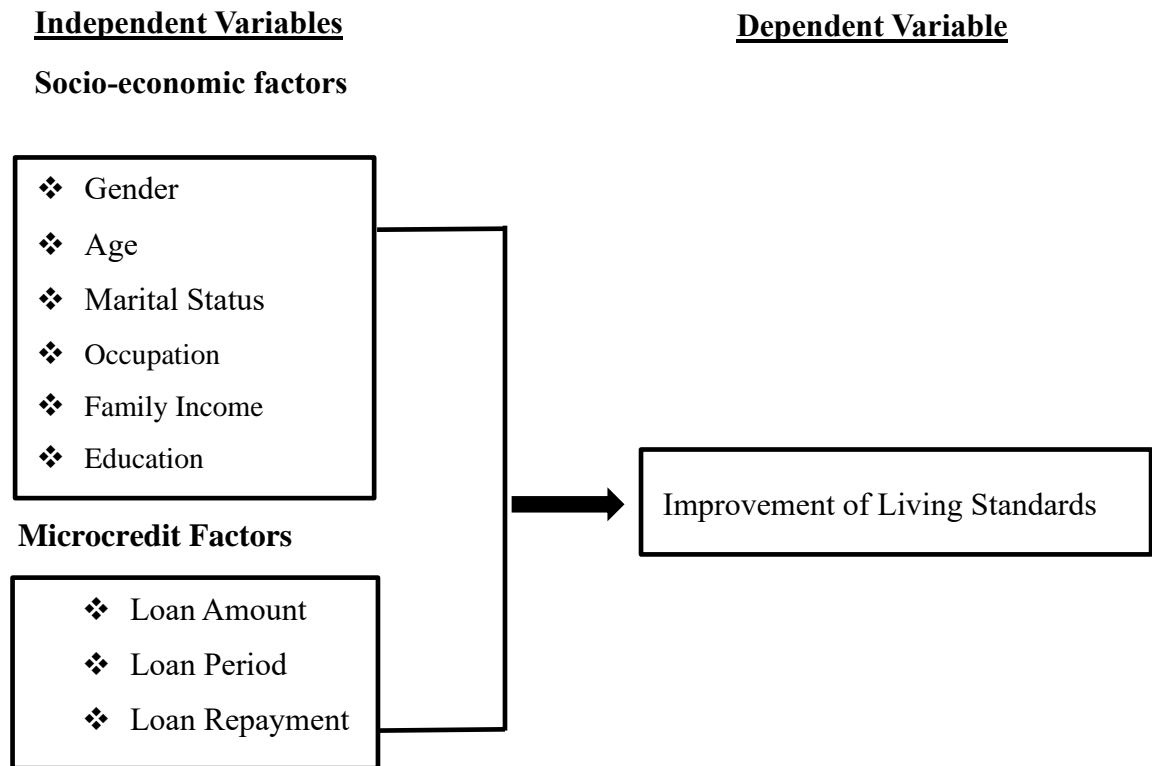 Independent Variables
Dependent Variable
Socio-economic factors
❖ Gender
❖ Age
❖ Marital Status
❖ Occupation
❖ Family Income
❖ Education
Improvement of Living Standards
Microcredit Factors
❖ Loan Amount
❖ Loan Period
❖ Loan Repayment